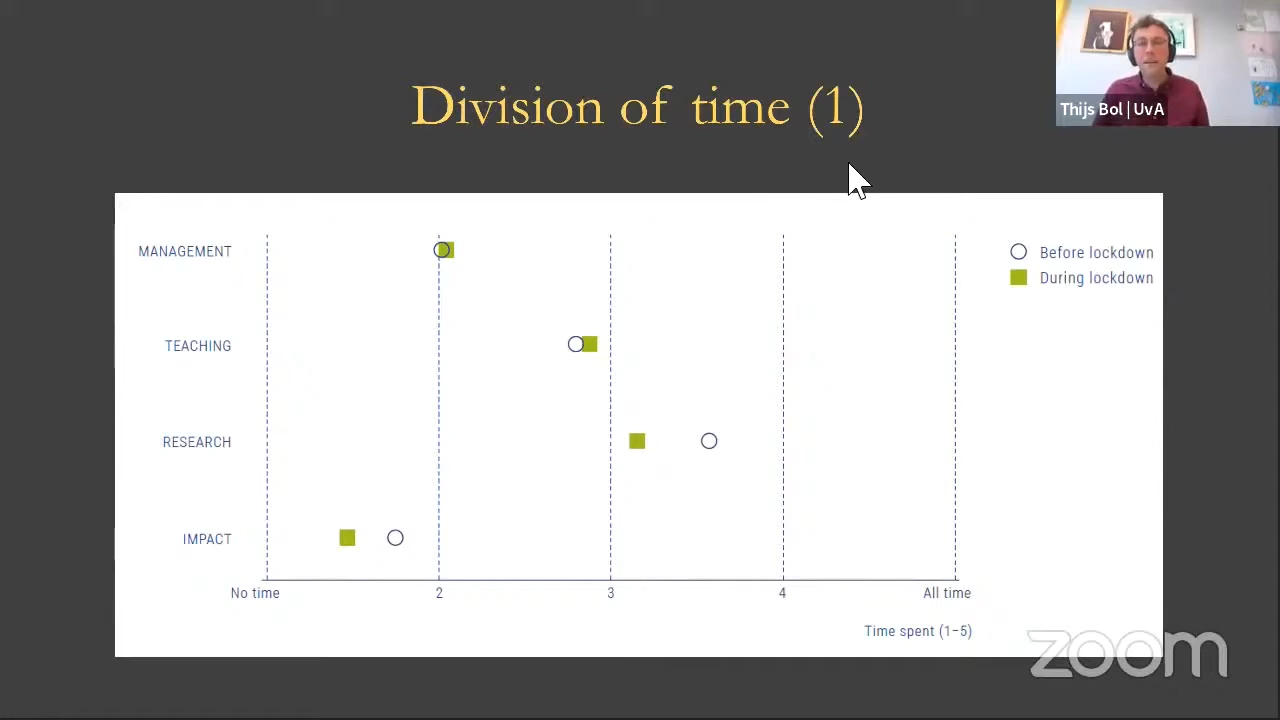 Division of time (1)
Thijs Bol | UvA
MANAGEMENT
TEACHING
RESEARCH
IMPACT
Before lockdown
During lockdown
No time 2 3 4 All time
Time spent (1–5)
zoom